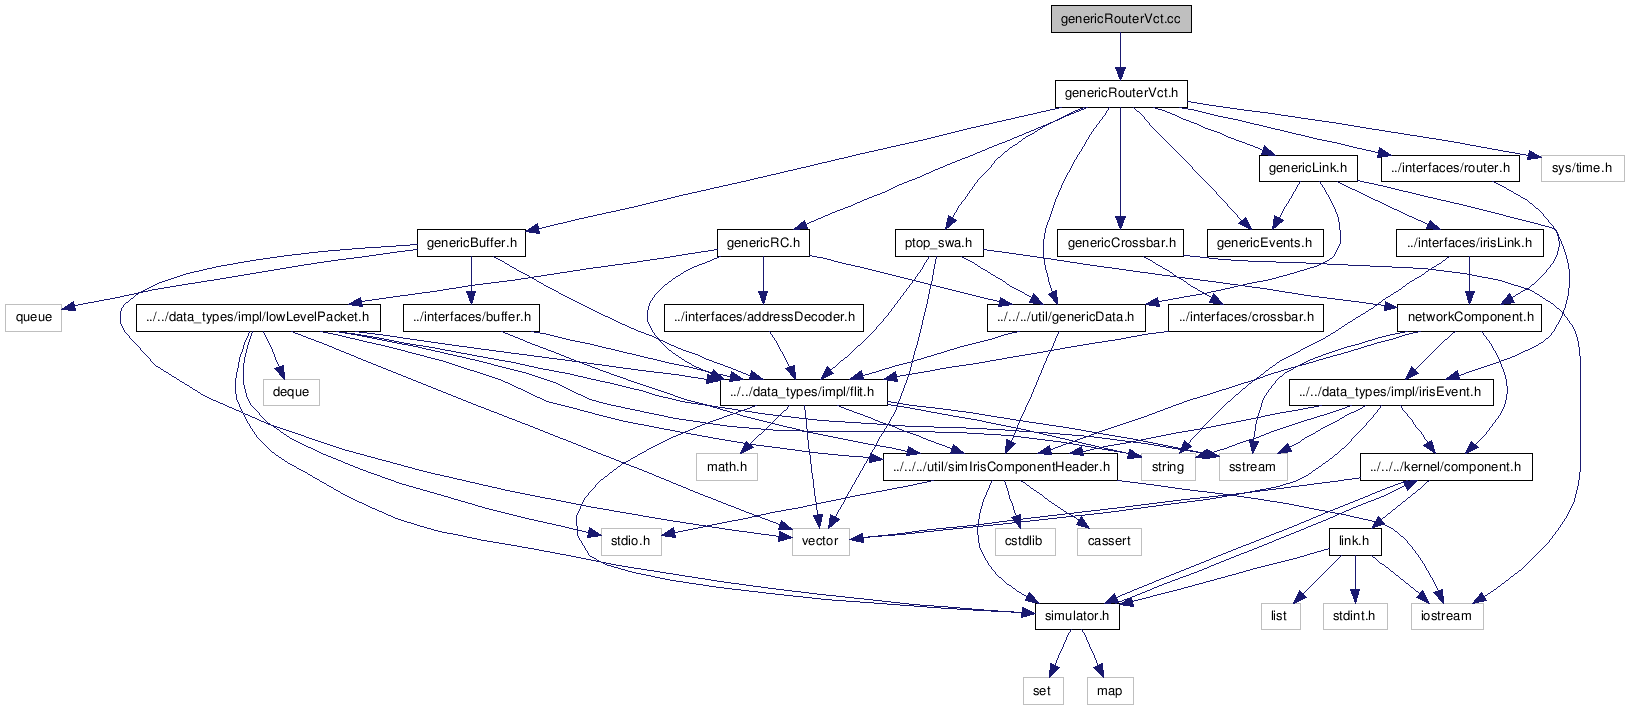 genericRouterVct.cc
genericRouterVct.h
genericLink.h
../interfaces/router.h
sys/time.h
genericBuffer.h
genericRC.h
ptop_swa.h
genericCrossbar.h
genericEvents.h
../interfaces/irisLink.h
queue
../../data_types/impl/lowLevelPacket.h
../interfaces/buffer.h
../interfaces/addressDecoder.h
../../../util/genericData.h
../interfaces/crossbar.h
networkComponent.h
deque
../../data_types/impl/flit.h
../../data_types/impl/irisEvent.h
math.h
../../../util/simIrisComponentHeader.h
string
sstream
../../../kernel/component.h
stdio.h
vector
cstdlib
cassert
link.h
simulator.h
list
stdint.h
iostream
set
map